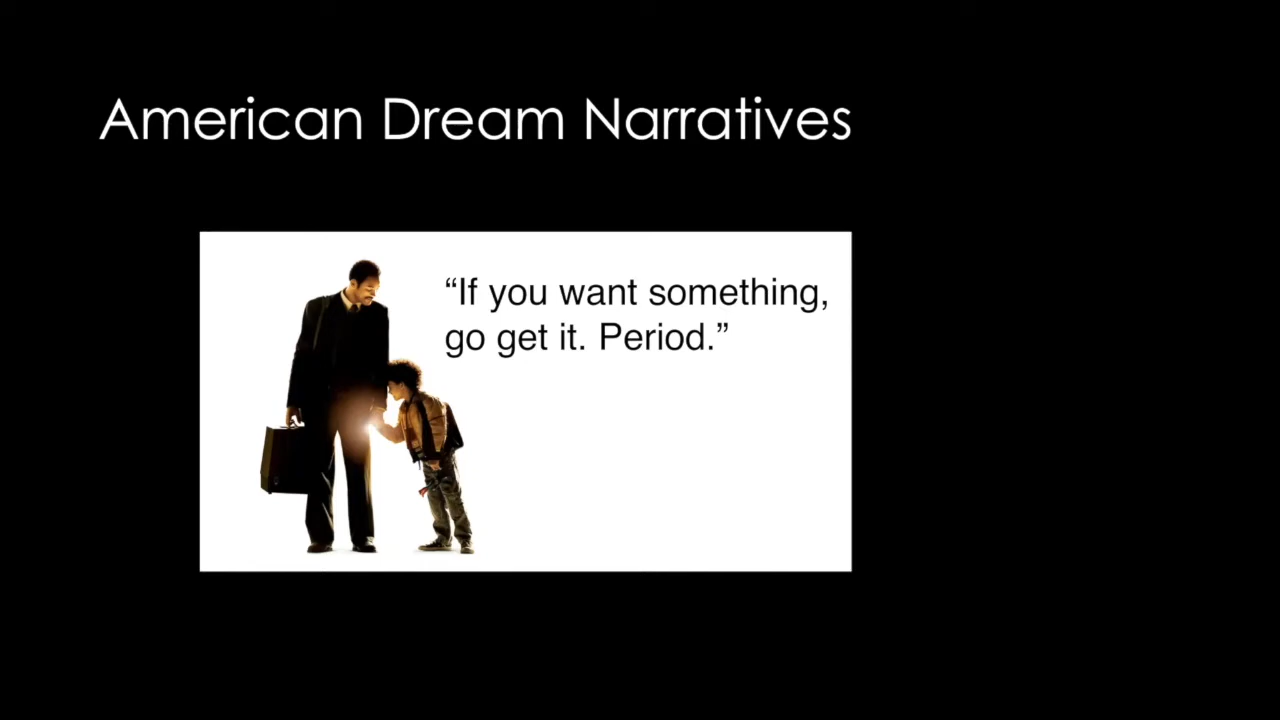 American Dream Narratives
“If you want something,
go get it. Period.”